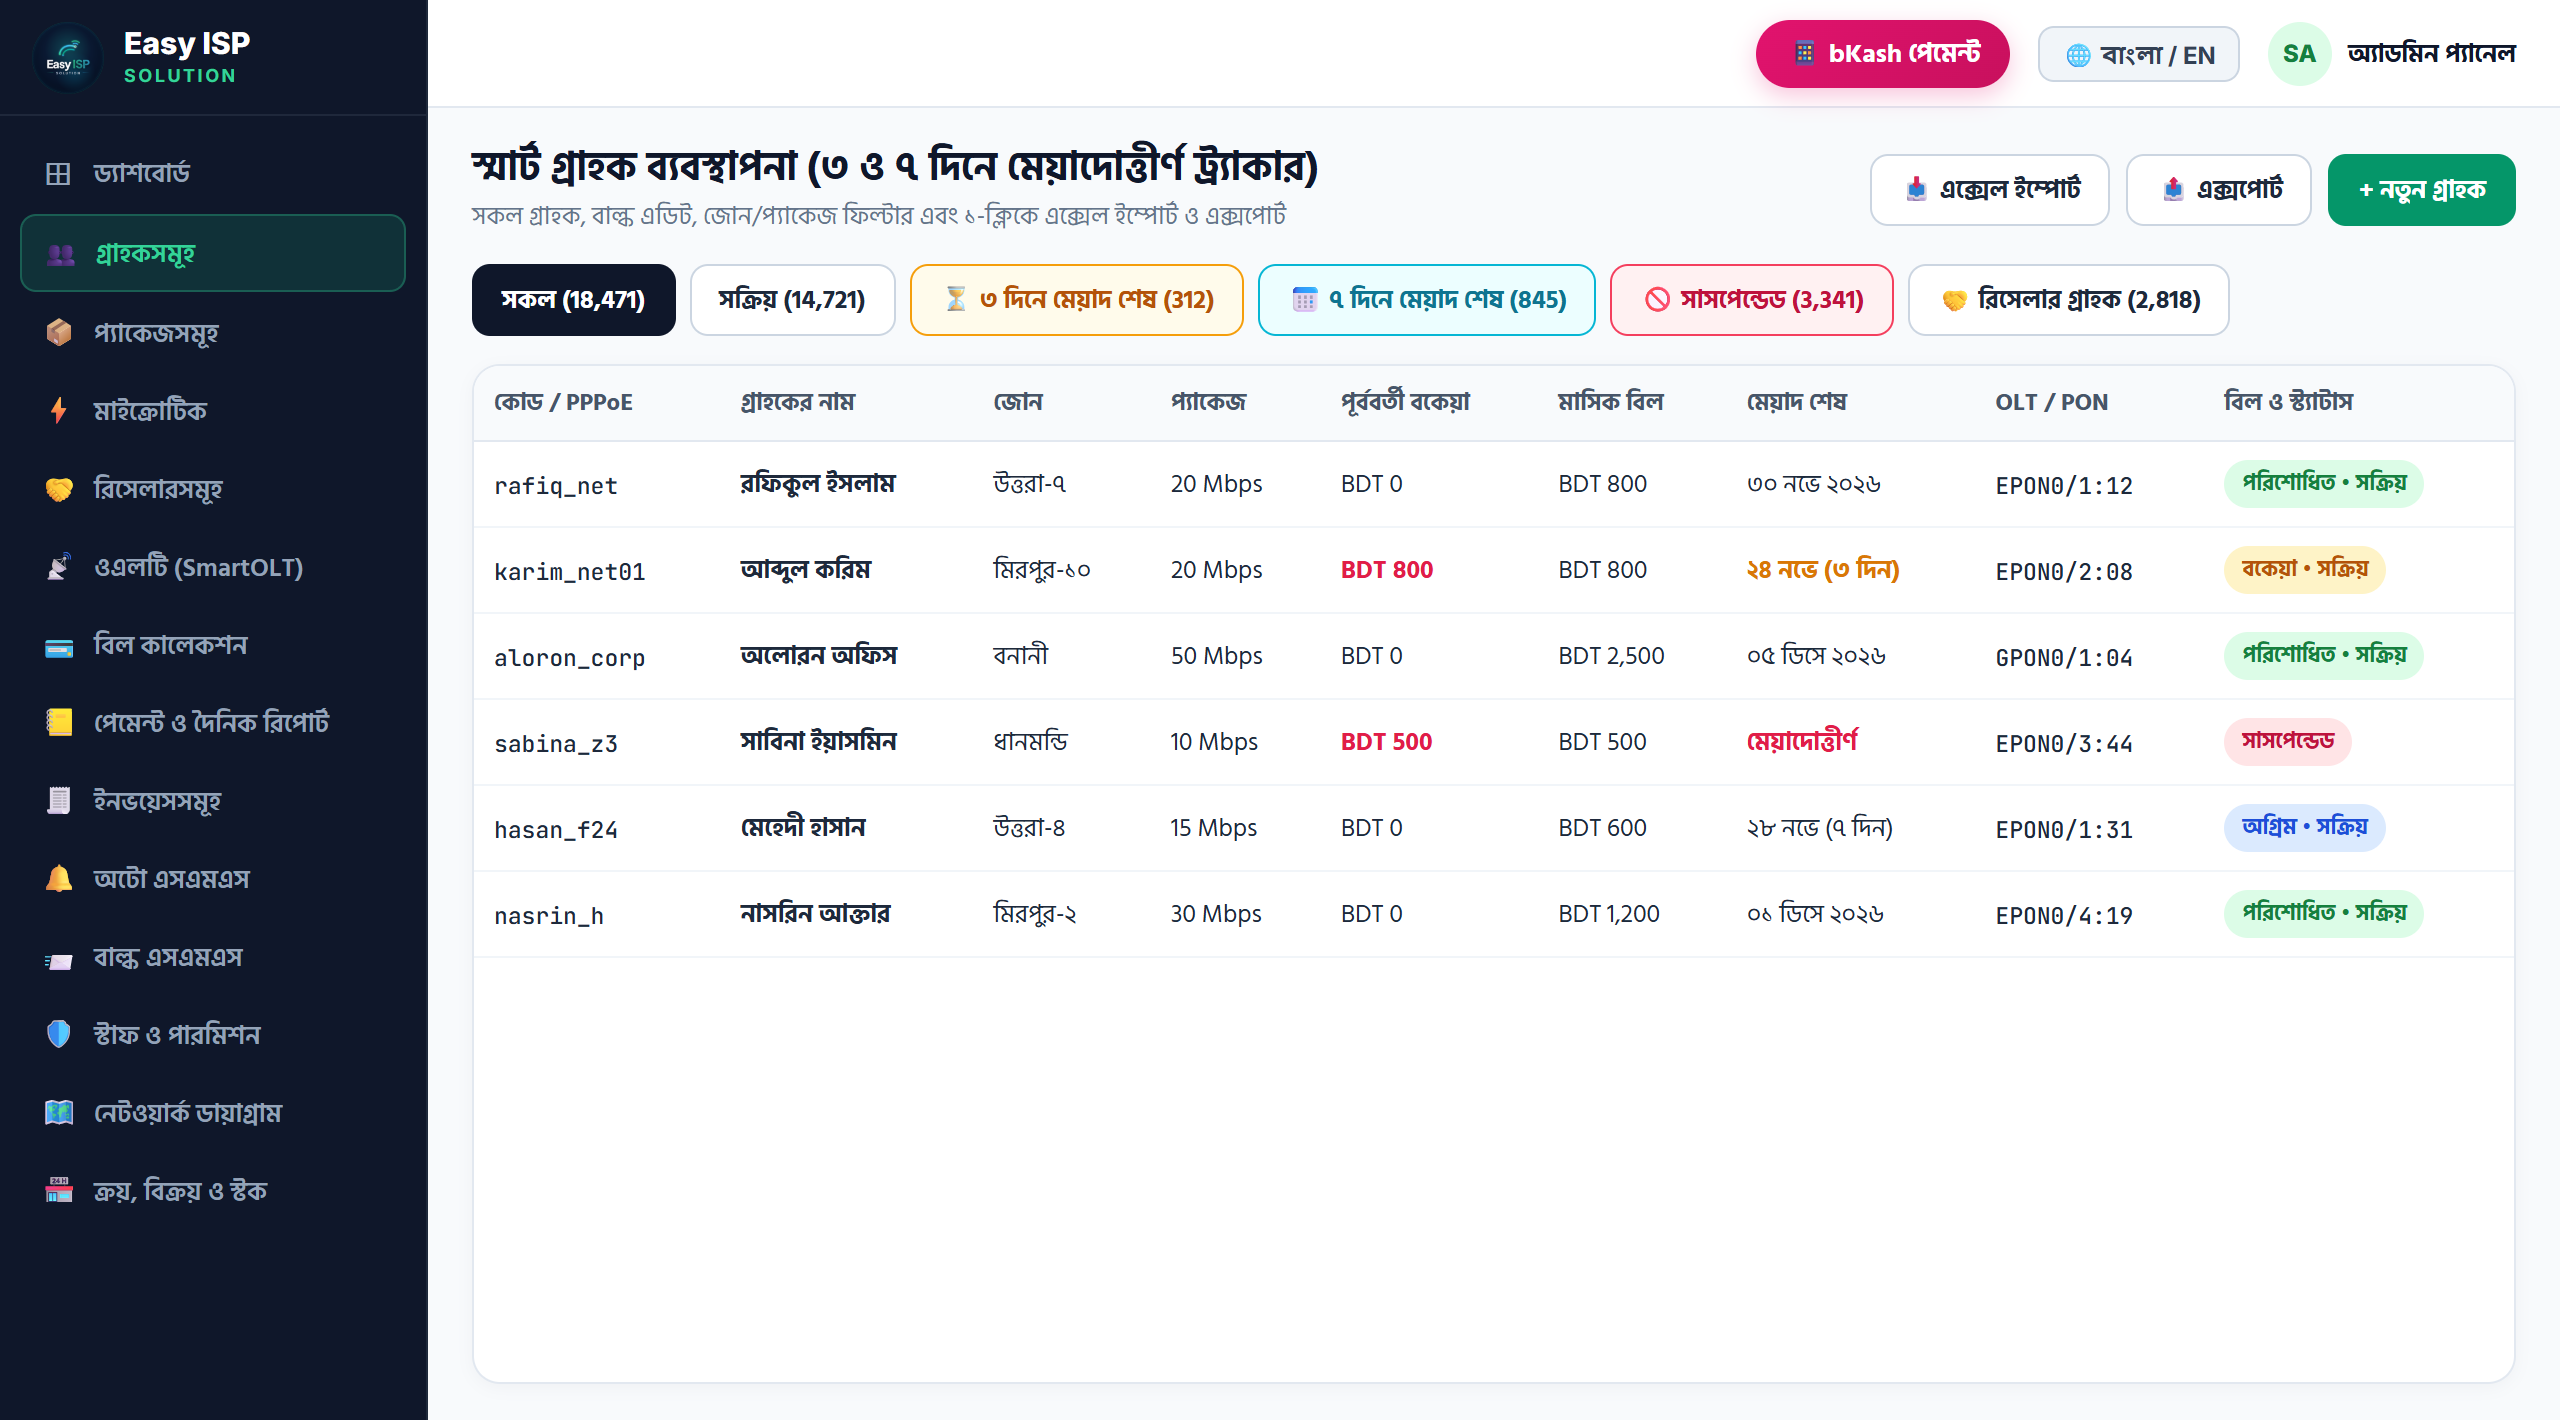 Easy ISP
SOLUTION
Easy ISP
SOLUTION
ড্যাশবোর্ড
গ্রাহকসমূহ
প্যাকেজসমূহ
মাইক্রোটিক
রিসেলারসমূহ
ওএলটি (SmartOLT)
বিল কালেকশন
পেমেন্ট ও দৈনিক রিপোর্ট
ইনভয়েসসমূহ
অটো এসএমএস
বাল্ক এসএমএস
স্টাফ ও পারমিশন
নেটওয়ার্ক ডায়াগ্রাম
ক্রয়, বিক্রয় ও স্টক
bKash পেমেন্ট
বাংলা / EN
SA
অ্যাডমিন প্যানেল
স্মার্ট গ্রাহক ব্যবস্থাপনা (৩ ও ৭ দিনে মেয়াদোত্তীর্ণ ট্র্যাকার)
সকল গ্রাহক, বাল্ক এডিট, জোন/প্যাকেজ ফিল্টার এবং ১-ক্লিকে এক্সেল ইম্পোর্ট ও এক্সপোর্ট
এক্সেল ইম্পোর্ট
এক্সপোর্ট
+ নতুন গ্রাহক
সকল (18,471)
সক্রিয় (14,721)
৩ দিনে মেয়াদ শেষ (312)
৭ দিনে মেয়াদ শেষ (845)
সাসপেন্ডেড (3,341)
রিসেলার গ্রাহক (2,818)
কোড / PPPoE গ্রাহকের নাম জোন প্যাকেজ পূর্ববর্তী বকেয়া মাসিক বিল মেয়াদ শেষ OLT / PON বিল ও স্ট্যাটাস
rafiq_net রফিকুল ইসলাম উত্তরা-৭ 20 Mbps BDT 0 BDT 800 ৩০ নভে ২০২৬ EPON0/1:12 পরিশোধিত • সক্রিয়
karim_net01 আব্দুল করিম মিরপুর-১০ 20 Mbps BDT 800 BDT 800 ২৪ নভে (৩ দিন) EPON0/2:08 বকেয়া • সক্রিয়
aloron_corp অলোরন অফিস বনানী 50 Mbps BDT 0 BDT 2,500 ০৫ ডিসে ২০২৬ GPON0/1:04 পরিশোধিত • সক্রিয়
sabina_z3 সাবিনা ইয়াসমিন ধানমন্ডি 10 Mbps BDT 500 BDT 500 মেয়াদোত্তীর্ণ EPON0/3:44 সাসপেন্ডেড
hasan_f24 মেহেদী হাসান উত্তরা-৪ 15 Mbps BDT 0 BDT 600 ২৮ নভে (৭ দিন) EPON0/1:31 অগ্রিম • সক্রিয়
nasrin_h নাসরিন আক্তার মিরপুর-২ 30 Mbps BDT 0 BDT 1,200 ০১ ডিসে ২০২৬ EPON0/4:19 পরিশোধিত • সক্রিয়